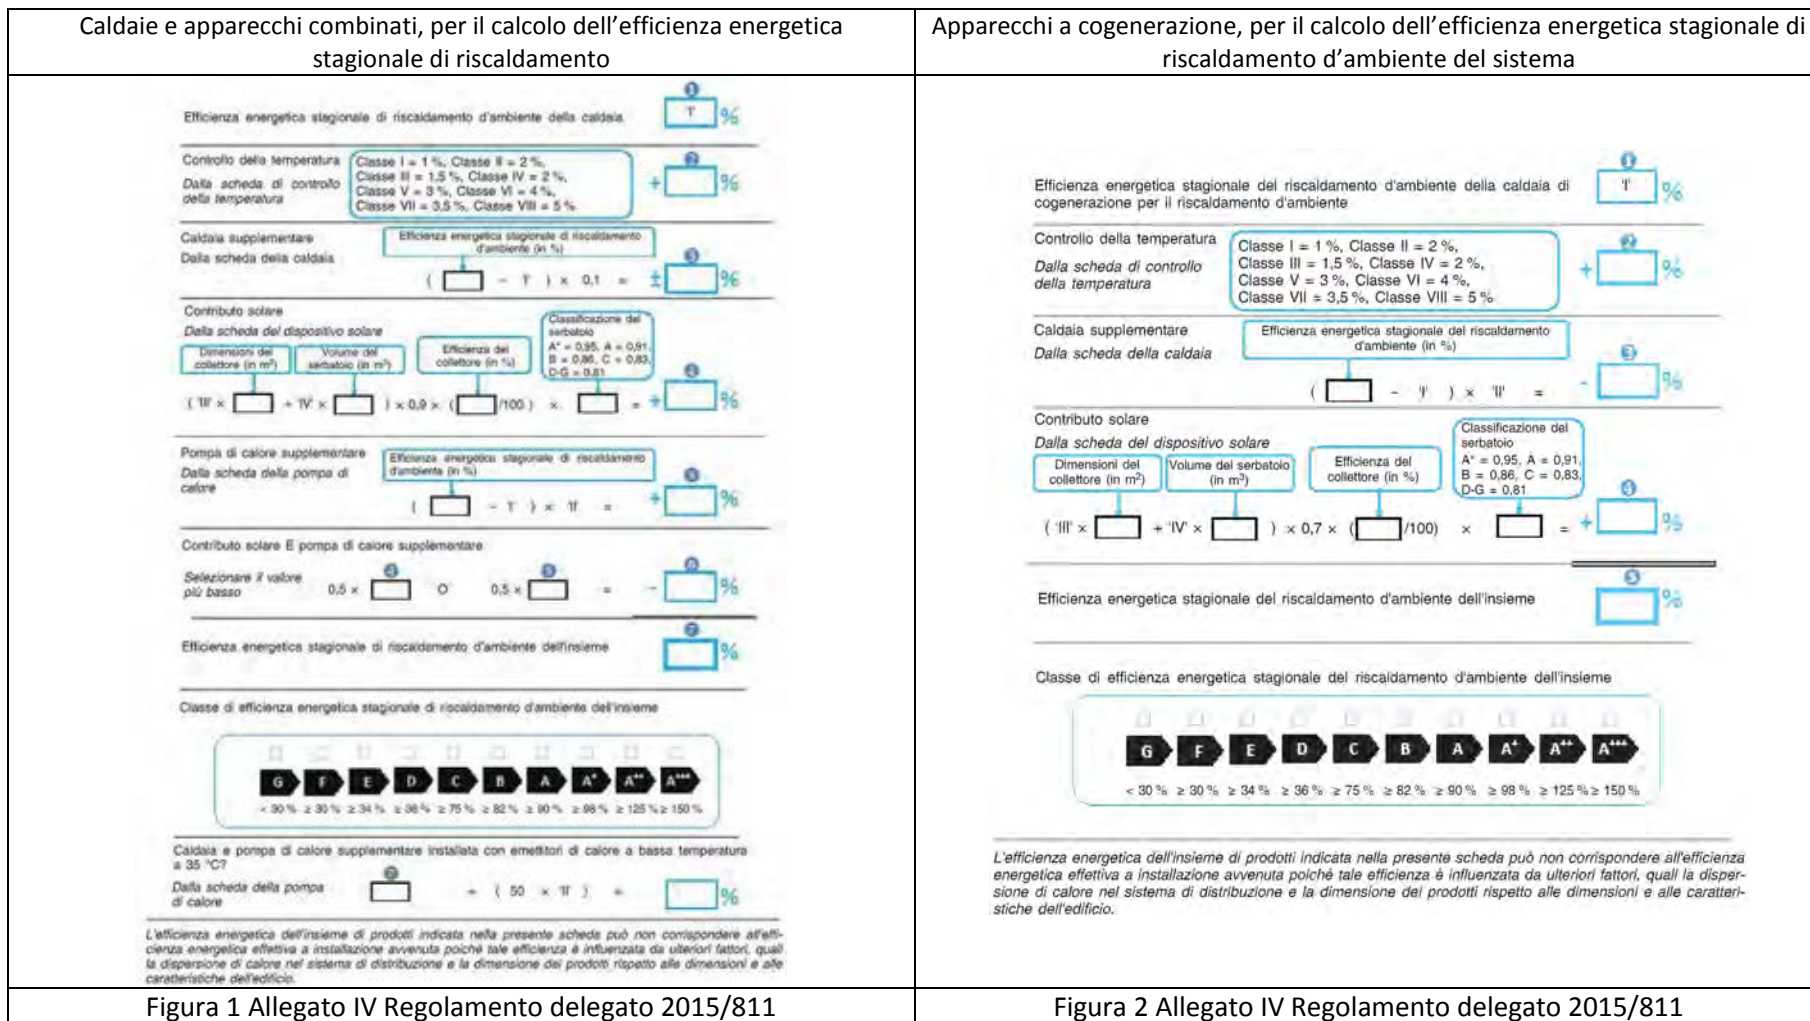 Caldaie e apparecchi combinati, per il calcolo dell'efficienza energetica
stagionale di riscaldamento
Efficienza energetica stagionale di riscaldamento d'ambiente della caldaia
1
'I'
%
Controllo della temperatura
Dalla scheda di controllo
della temperatura
Classe I = 1 %, Classe II = 2 %,
Classe III = 1,5 %, Classe IV = 2 %,
Classe V = 3 %, Classe VI = 4 %,
Classe VII = 3,5 %, Classe VIII = 5 %
2
+ %
Caldaia supplementare
Dalla scheda della caldaia
Efficienza energetica stagionale di riscaldamento
d'ambiente (in %)
3
( - 'I' ) × 0,1 = ± %
Contributo solare
Dalla scheda del dispositivo solare
Dimensioni del
collettore (in m²)
Volume del
serbatoio (in m³)
Efficienza del
collettore (in %)
Classificazione del
serbatoio
A* = 0,95, A = 0,91,
B = 0,86, C = 0,83,
D-G = 0,81
4
( 'III' × + 'IV' × ) × 0,9 × ( /100 ) × = + %
Pompa di calore supplementare
Dalla scheda della pompa di
calore
Efficienza energetica stagionale di riscaldamento
d'ambiente (in %)
5
( - 'I' ) × 'II' = + %
Contributo solare E pompa di calore supplementare
Selezionare il valore
più basso
4 5 6
0,5 × O 0,5 × = - %
Efficienza energetica stagionale di riscaldamento d'ambiente dell'insieme
7
%
Classe di efficienza energetica stagionale di riscaldamento d'ambiente dell'insieme
G F E D C B A A⁺ A⁺⁺ A⁺⁺⁺
< 30 % ≥ 30 % ≥ 34 % ≥ 36 % ≥ 75 % ≥ 82 % ≥ 90 % ≥ 98 % ≥ 125 % ≥ 150 %
Caldaia e pompa di calore supplementare installata con emettitori di calore a bassa temperatura
a 35 °C?
Dalla scheda della pompa
di calore
7
+ ( 50 × 'II' ) = %
L'efficienza energetica dell'insieme di prodotti indicata nella presente scheda può non corrispondere all'effi-
cienza energetica effettiva a installazione avvenuta poiché tale efficienza è influenzata da ulteriori fattori, quali
la dispersione di calore nel sistema di distribuzione e la dimensione dei prodotti rispetto alle dimensioni e alle
caratteristiche dell'edificio.
Figura 1 Allegato IV Regolamento delegato 2015/811
Apparecchi a cogenerazione, per il calcolo dell'efficienza energetica stagionale di
riscaldamento d'ambiente del sistema
Efficienza energetica stagionale del riscaldamento d'ambiente della caldaia di
cogenerazione per il riscaldamento d'ambiente
1
'I'
%
Controllo della temperatura
Dalla scheda di controllo
della temperatura
Classe I = 1 %, Classe II = 2 %,
Classe III = 1,5 %, Classe IV = 2 %,
Classe V = 3 %, Classe VI = 4 %,
Classe VII = 3,5 %, Classe VIII = 5 %
2
+ %
Caldaia supplementare
Dalla scheda della caldaia
Efficienza energetica stagionale del riscaldamento
d'ambiente (in %)
3
( - 'I' ) × 'II' = - %
Contributo solare
Dalla scheda del dispositivo solare
Dimensioni del
collettore (in m²)
Volume del serbatoio
(in m³)
Efficienza del
collettore (in %)
Classificazione del
serbatoio
A* = 0,95, A = 0,91,
B = 0,86, C = 0,83,
D-G = 0,81
4
( 'III' × + 'IV' × ) × 0,7 × ( /100) × = + %
Efficienza energetica stagionale del riscaldamento d'ambiente dell'insieme
5
%
Classe di efficienza energetica stagionale del riscaldamento d'ambiente dell'insieme
G F E D C B A A⁺ A⁺⁺ A⁺⁺⁺
< 30 % ≥ 30 % ≥ 34 % ≥ 36 % ≥ 75 % ≥ 82 % ≥ 90 % ≥ 98 % ≥ 125 % ≥ 150 %
L'efficienza energetica dell'insieme di prodotti indicata nella presente scheda può non corrispondere all'efficienza
energetica effettiva a installazione avvenuta poiché tale efficienza è influenzata da ulteriori fattori, quali la disper-
sione di calore nel sistema di distribuzione e la dimensione dei prodotti rispetto alle dimensioni e alle caratteri-
stiche dell'edificio.
Figura 2 Allegato IV Regolamento delegato 2015/811